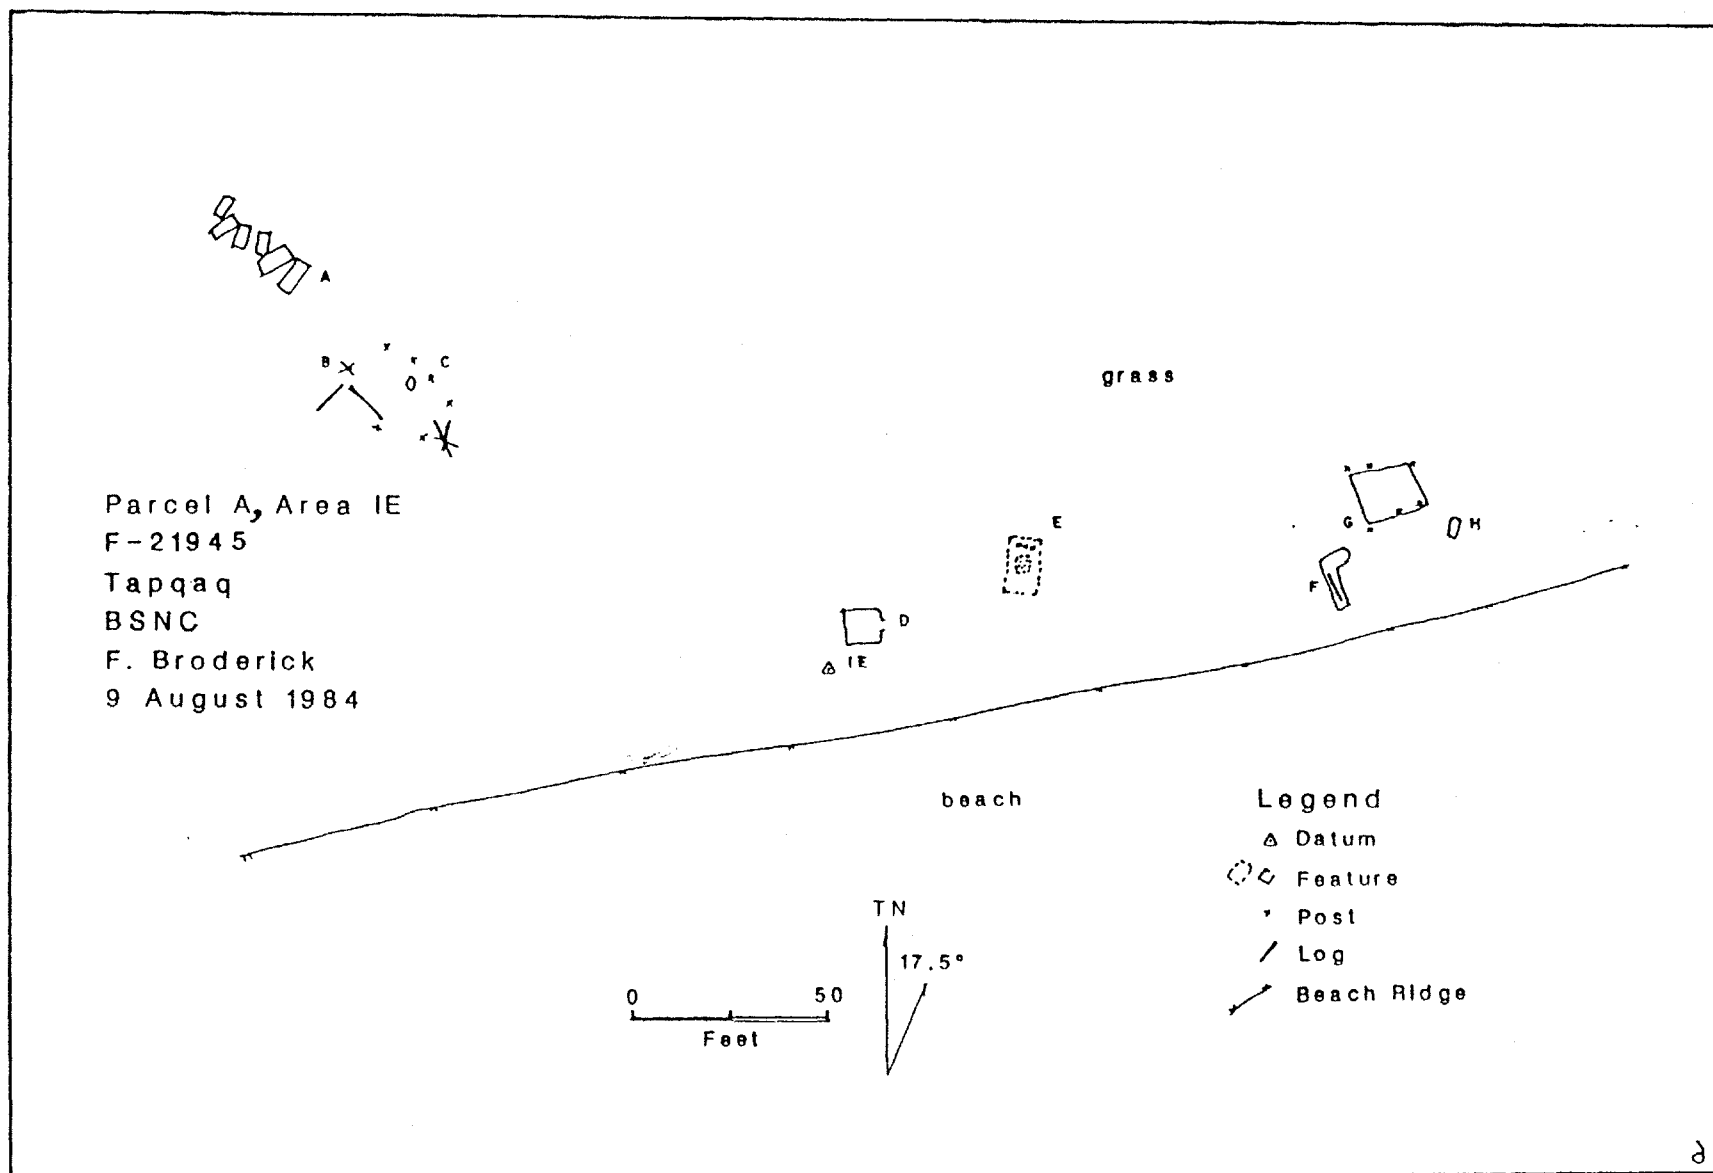 A
B
C
grass
E
G
H
F
D
IE
Parcel A, Area IE
F-21945
Tapqaq
BSNC
F. Broderick
9 August 1984
beach
Legend
Datum
Feature
Post
Log
Beach Ridge
TN
17.5°
0 50
Feet